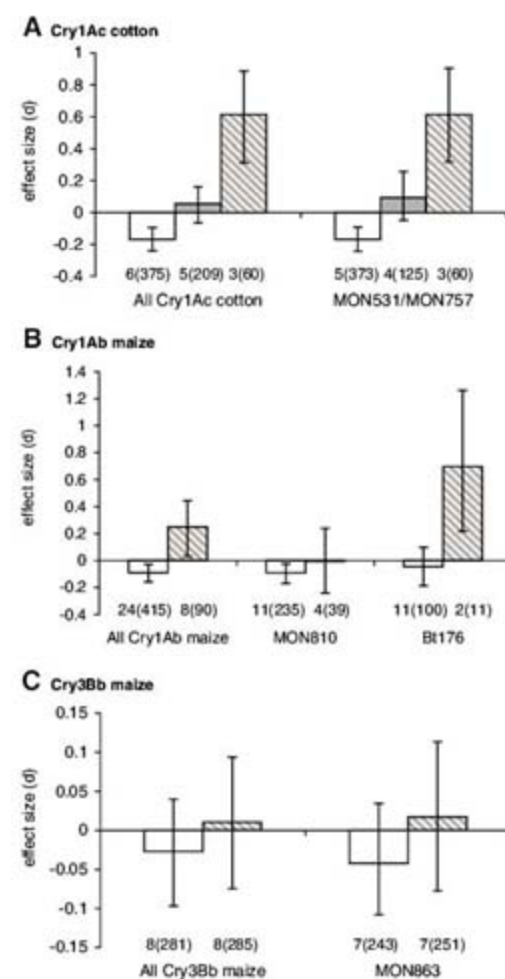 A Cry1Ac cotton
1
0.8
0.6
0.4
0.2
0
-0.2
-0.4
effect size (d)
6(375) 5(209) 3(60) 5(373) 4(125) 3(60)
All Cry1Ac cotton MON531/MON757
B Cry1Ab maize
1.4
1.2
1
0.8
0.6
0.4
0.2
0
-0.2
-0.4
effect size (d)
24(415) 8(90) 11(235) 4(39) 11(100) 2(11)
All Cry1Ab maize MON810 Bt176
C Cry3Bb maize
0.15
0.1
0.05
0
-0.05
-0.1
-0.15
effect size (d)
8(281) 8(285) 7(243) 7(251)
All Cry3Bb maize MON863